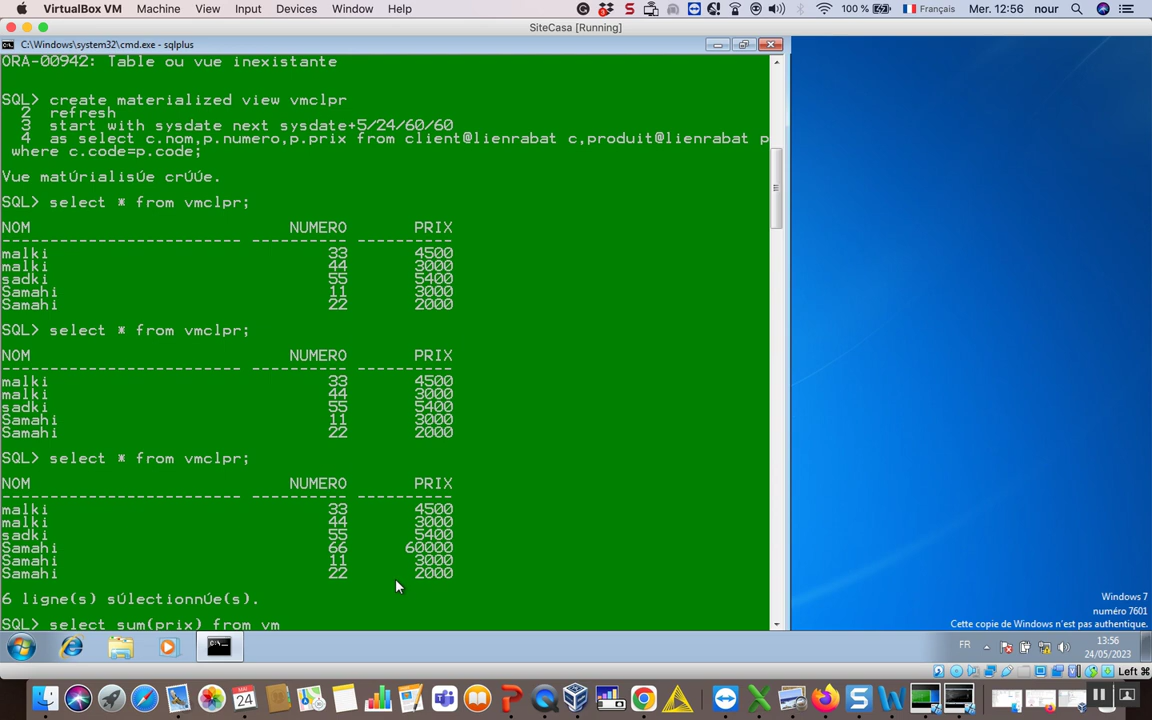 VirtualBox VM Machine View Input Devices Window Help 100 % Français Mer. 12:56 nour
SiteCasa [Running]
C:\Windows\system32\cmd.exe - sqlplus
ORA-00942: Table ou vue inexistante
SQL> create materialized view vmclpr
2 refresh
3 start with sysdate next sysdate+5/24/60/60
4 as select c.nom,p.numero,p.prix from client@lienrabat c,produit@lienrabat p
where c.code=p.code;
Vue matÚrialisÚe crÚÚe.
SQL> select * from vmclpr;
NOM NUMERO PRIX
------------------------- ---------- ----------
malki 33 4500
malki 44 3000
sadki 55 5400
Samahi 11 3000
Samahi 22 2000
SQL> select * from vmclpr;
NOM NUMERO PRIX
------------------------- ---------- ----------
malki 33 4500
malki 44 3000
sadki 55 5400
Samahi 11 3000
Samahi 22 2000
SQL> select * from vmclpr;
NOM NUMERO PRIX
------------------------- ---------- ----------
malki 33 4500
malki 44 3000
sadki 55 5400
Samahi 66 60000
Samahi 11 3000
Samahi 22 2000
6 ligne(s) sÚlectionnÚe(s).
SQL> select sum(prix) from vm
Windows 7
numéro 7601
Cette copie de Windows n'est pas authentique.
FR
13:56
24/05/2023
Left ⌘